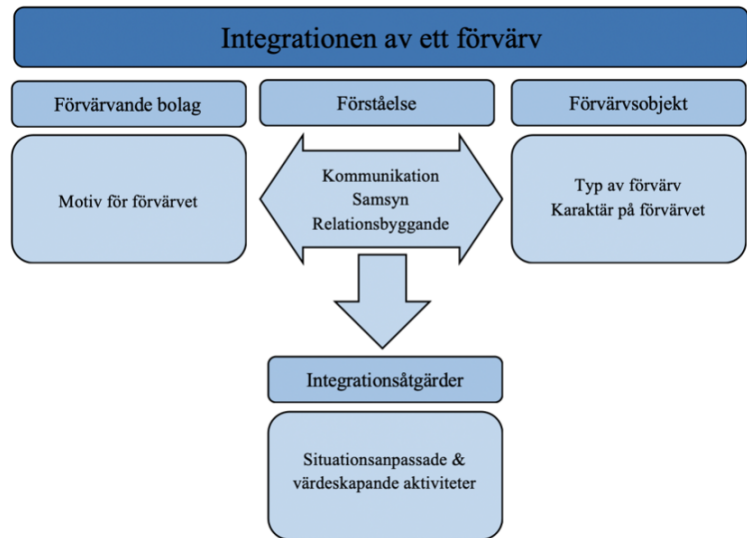 Integrationen av ett förvärv
Förvärvande bolag
Förståelse
Förvärvsobjekt
Motiv för förvärvet
Kommunikation
Samsyn
Relationsbyggande
Typ av förvärv
Karaktär på förvärvet
Integrationsåtgärder
Situationsanpassade &
värdeskapande aktiviteter